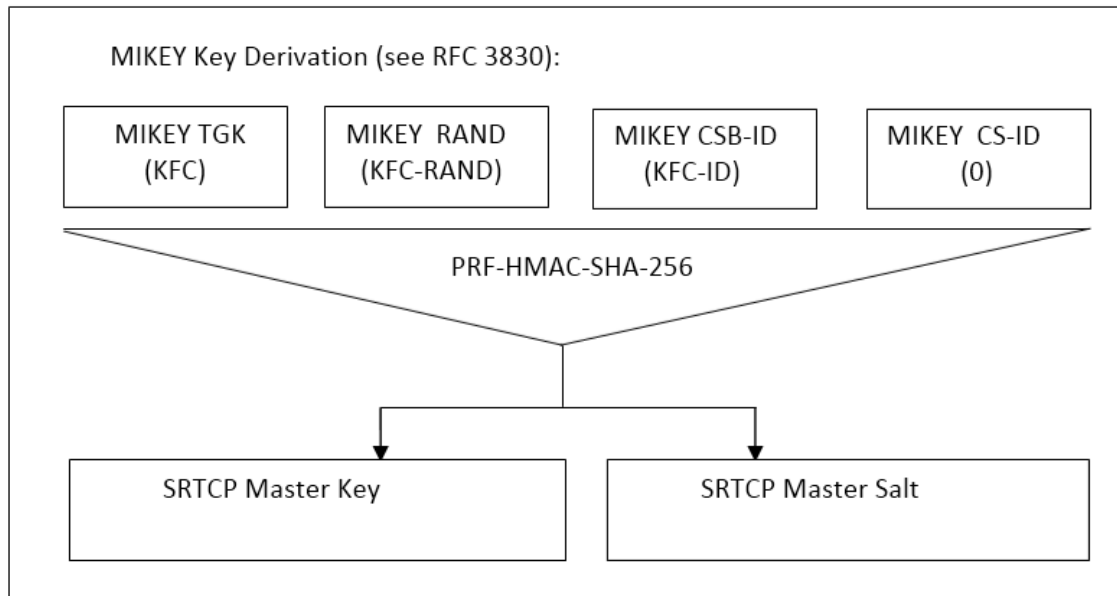 MIKEY Key Derivation (see RFC 3830):
MIKEY TGK
(KFC)
MIKEY RAND
(KFC-RAND)
MIKEY CSB-ID
(KFC-ID)
MIKEY CS-ID
(0)
PRF-HMAC-SHA-256
SRTCP Master Key
SRTCP Master Salt